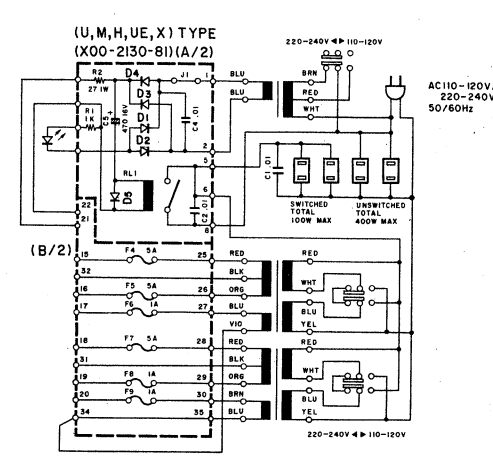 (U,M,H,UE,X) TYPE
(X00-2130-81)(A/2)
220-240V ◄► 110-120V
R2
27 1W
D4
J1
1
BLU
BRN
D3
RED
AC110-120V/
220-240V
50/60Hz
R1
1K
C5
+
470 16V
D1
C4 .01
WHT
D2
2
BLU
5
RL1
D5
6
C2 .01
C1 .01
8
SWITCHED
TOTAL
100W MAX
UNSWITCHED
TOTAL
400W MAX
22
21
(B/2)
15
F4 5A
25
RED
RED
32
BLK
WHT
16
F5 5A
26
ORG
17
F6 1A
27
BLU
BLU
VIO
YEL
18
F7 5A
28
RED
RED
31
BLK
WHT
19
F8 1A
29
ORG
20
F9 1A
30
BRN
BLU
34
35
BLU
YEL
220-240V ◄► 110-120V